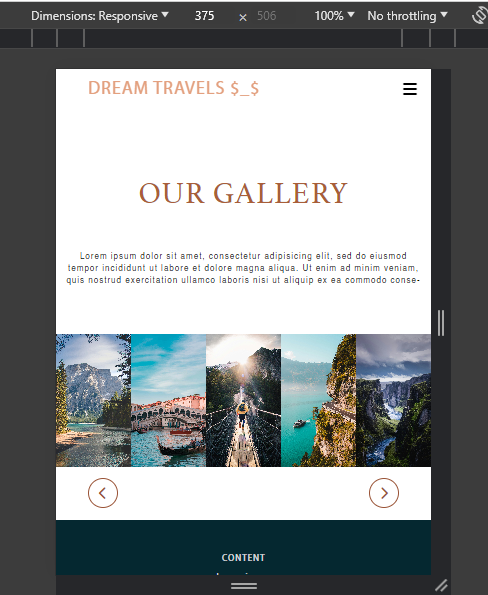 Dimensions: Responsive
375
×
506
100%
No throttling
DREAM TRAVELS $_$
OUR GALLERY
Lorem ipsum dolor sit amet, consectetur adipisicing elit, sed do eiusmod
tempor incididunt ut labore et dolore magna aliqua. Ut enim ad minim veniam,
quis nostrud exercitation ullamco laboris nisi ut aliquip ex ea commodo conse-
CONTENT